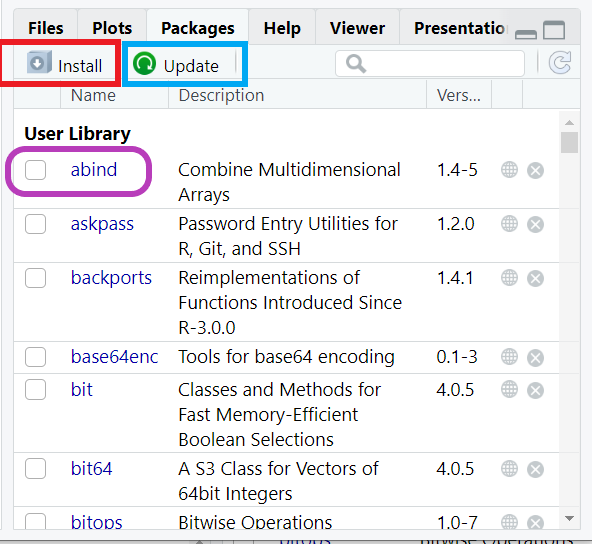 Files Plots Packages Help Viewer Presentatio
Install Update
Name Description Vers...
User Library
abind Combine Multidimensional 1.4-5
Arrays
askpass Password Entry Utilities for 1.2.0
R, Git, and SSH
backports Reimplementations of 1.4.1
Functions Introduced Since
R-3.0.0
base64enc Tools for base64 encoding 0.1-3
bit Classes and Methods for 4.0.5
Fast Memory-Efficient
Boolean Selections
bit64 A S3 Class for Vectors of 4.0.5
64bit Integers
bitops Bitwise Operations 1.0-7